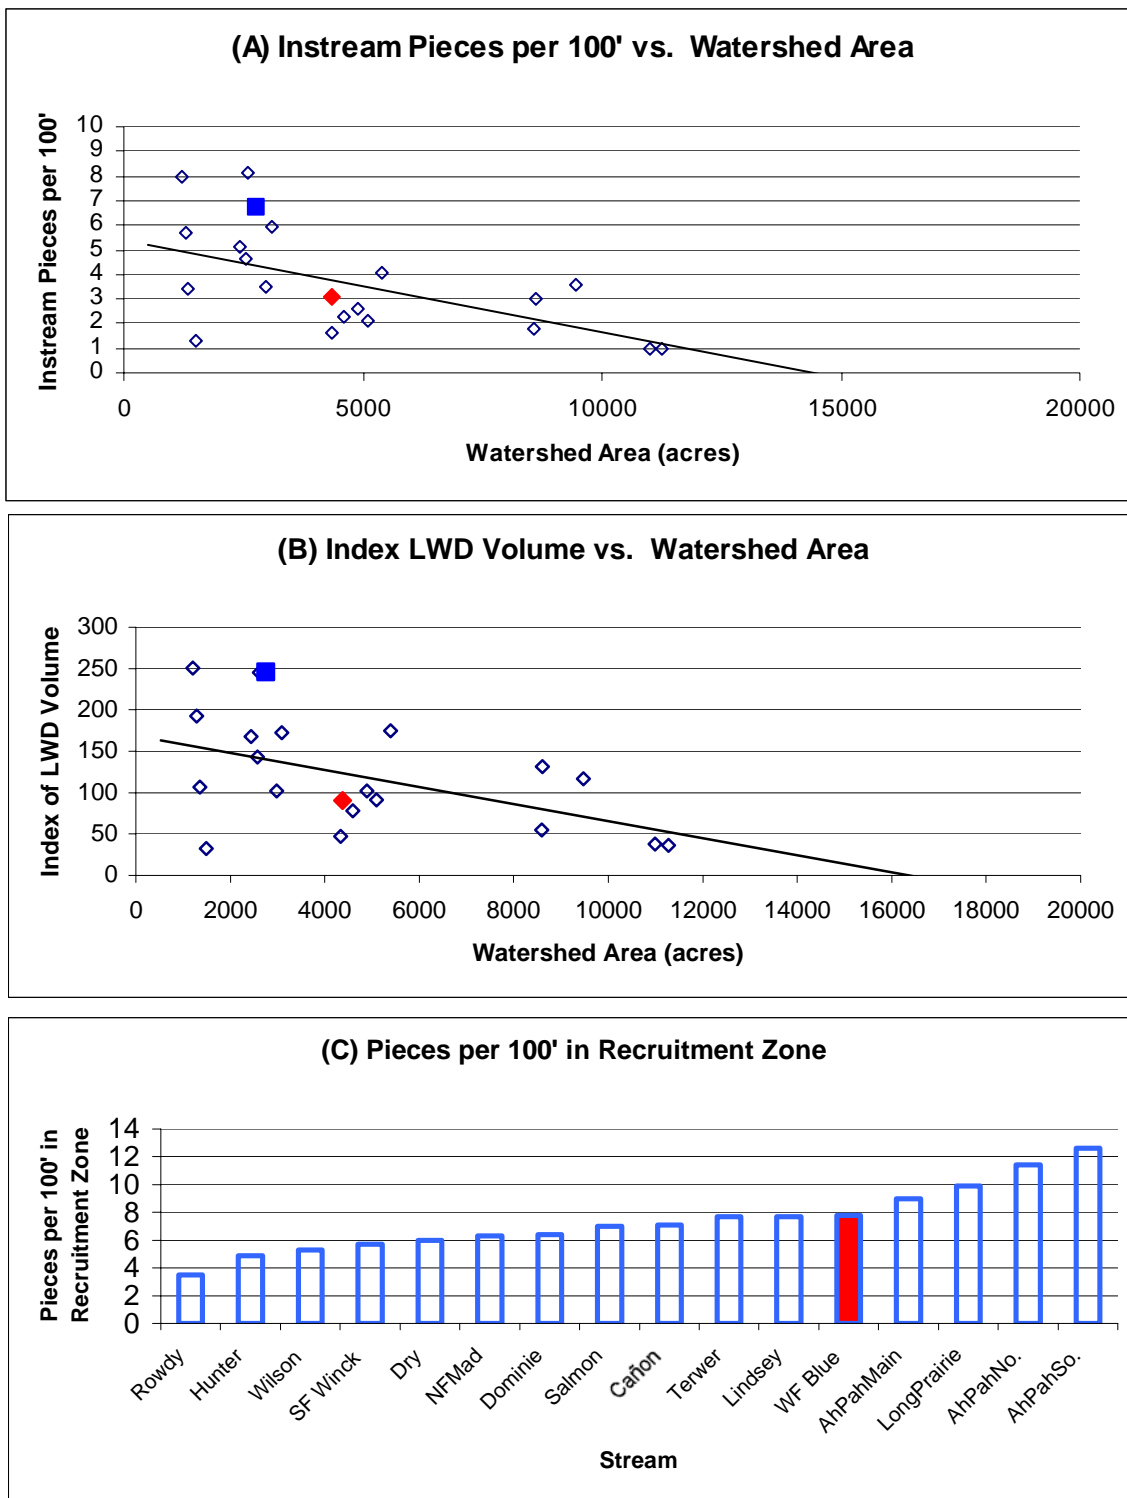 (A) Instream Pieces per 100' vs.  Watershed Area
Instream Pieces per 100'
10
9
8
7
6
5
4
3
2
1
0
0 5000 10000 15000 20000
Watershed Area (acres)
(B) Index LWD Volume vs.  Watershed Area
Index of LWD Volume
300
250
200
150
100
50
0
0 2000 4000 6000 8000 10000 12000 14000 16000 18000 20000
Watershed Area (acres)
(C) Pieces per 100' in Recruitment Zone
Pieces per 100' in
Recruitment Zone
14
12
10
8
6
4
2
0
Rowdy
Hunter
Wilson
SF Winck
Dry
NFMad
Dominie
Salmon
Cañon
Terwer
Lindsey
WF Blue
AhPahMain
LongPrairie
AhPahNo.
AhPahSo.
Stream